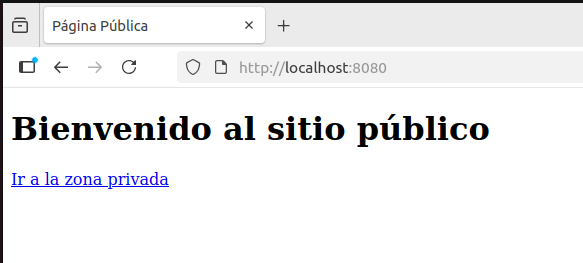 Página Pública
http://localhost:8080
Bienvenido al sitio público
Ir a la zona privada